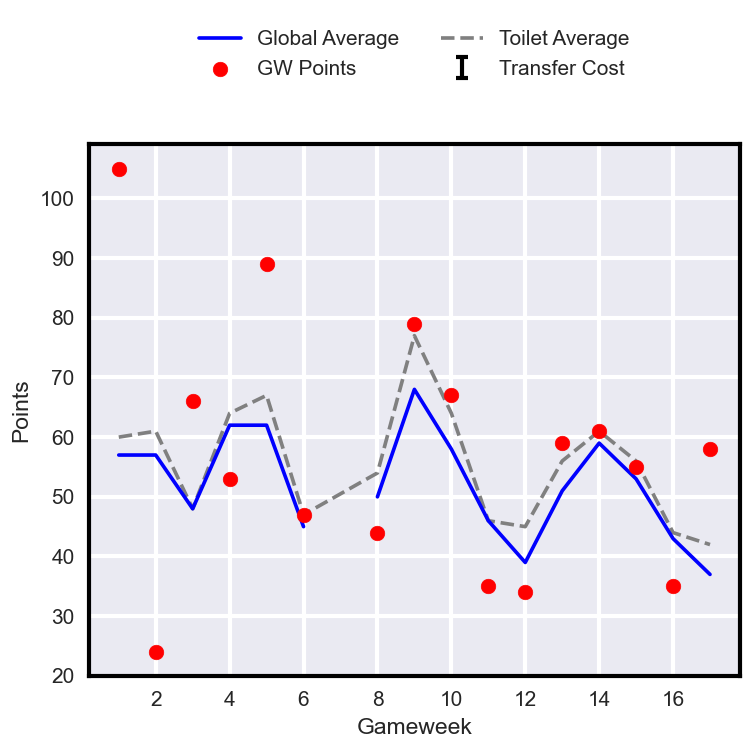 Global Average
Toilet Average
GW Points
Transfer Cost
100
90
80
70
60
50
40
30
20
Points
2 4 6 8 10 12 14 16
Gameweek